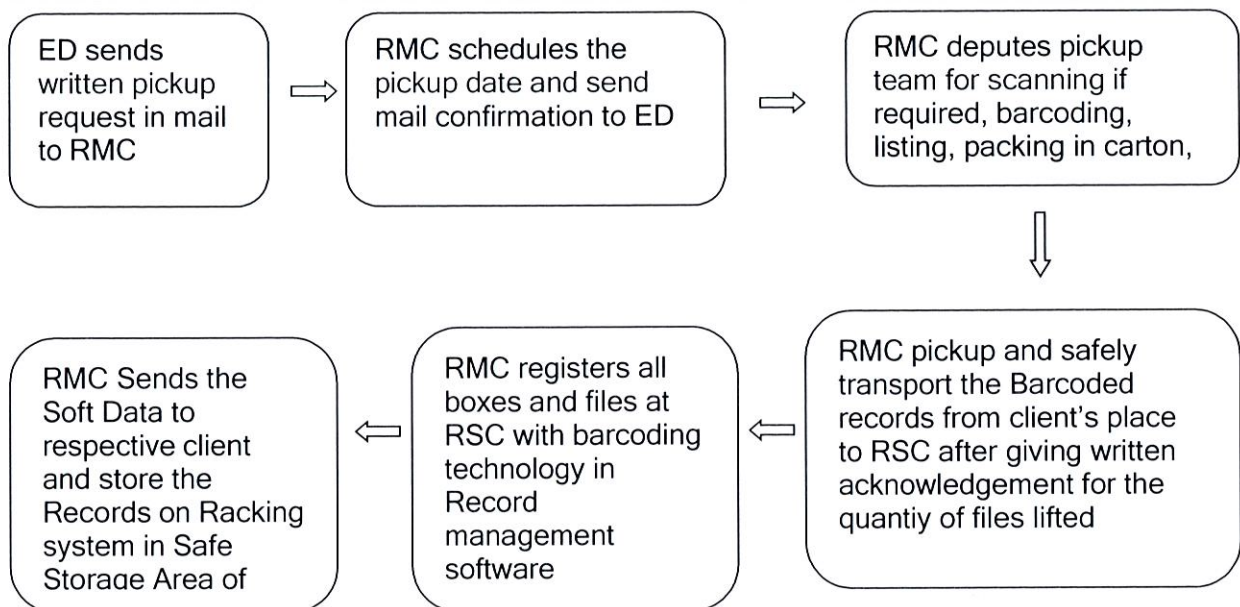 ED sends
written pickup
request in mail
to RMC
RMC schedules the
pickup date and send
mail confirmation to ED
RMC deputes pickup
team for scanning if
required, barcoding,
listing, packing in carton,
RMC pickup and safely
transport the Barcoded
records from client's place
to RSC after giving written
acknowledgement for the
quantiy of files lifted
RMC registers all
boxes and files at
RSC with barcoding
technology in
Record
management
software
RMC Sends the
Soft Data to
respective client
and store the
Records on Racking
system in Safe
Storage Area of